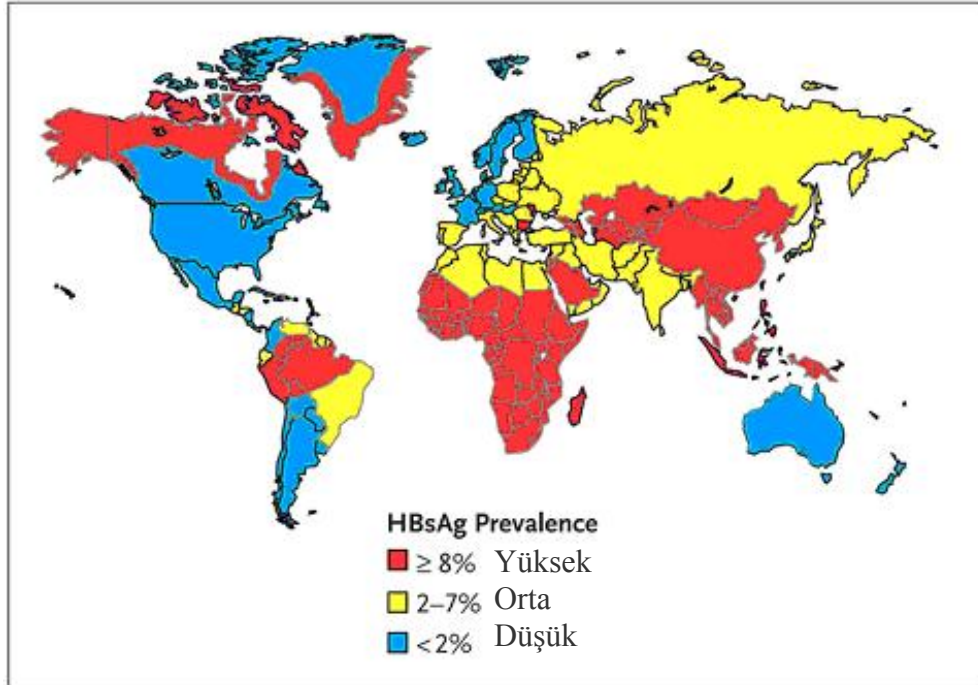 HBsAg Prevalence
≥ 8% Yüksek
2–7% Orta
<2% Düşük